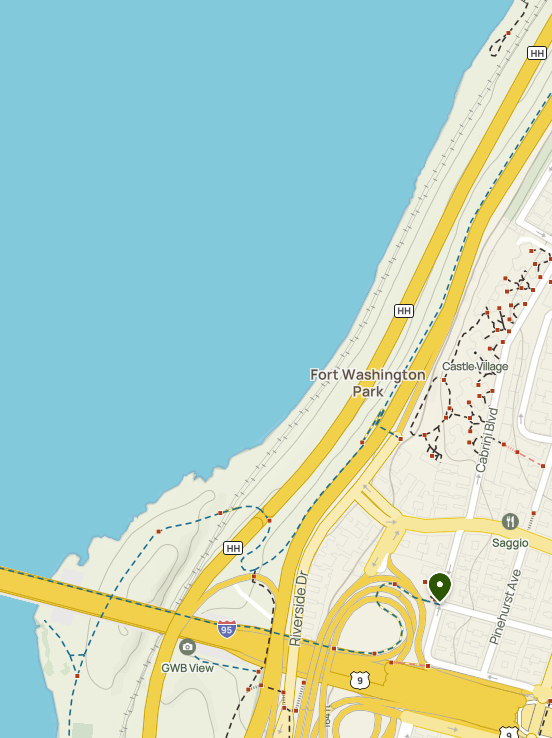 HH
HH
Fort Washington
Park
Castle Village
Cabrini Blvd
HH
Saggio
Riverside Dr
Pinehurst Ave
95
GWB View
9
9